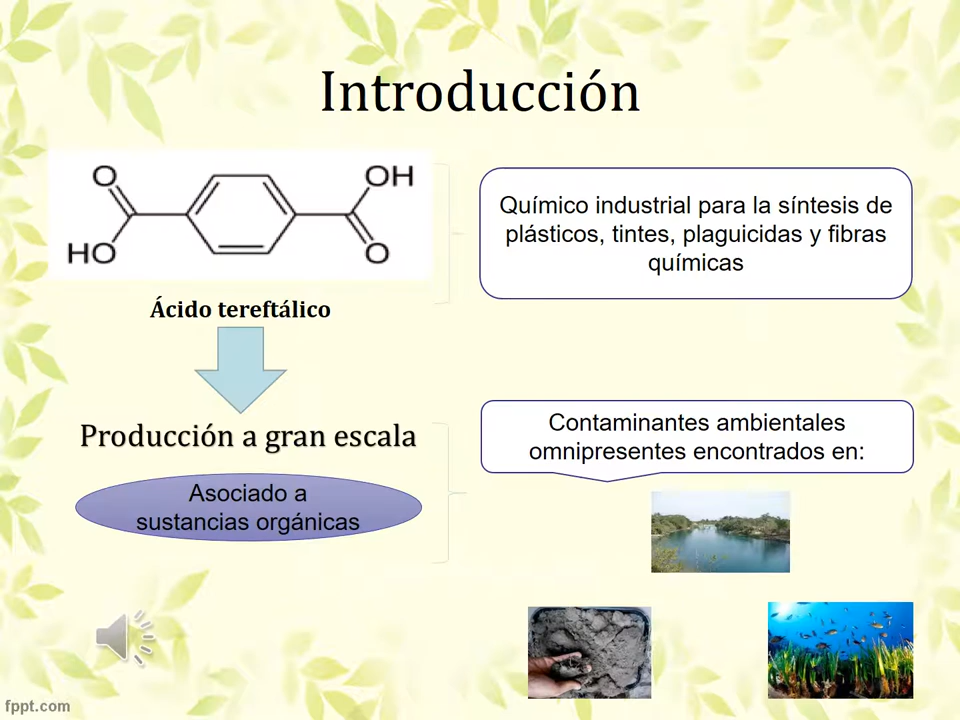 Introducción
O
OH
HO
O
Químico industrial para la síntesis de
plásticos, tintes, plaguicidas y fibras
químicas
Ácido tereftálico
Producción a gran escala
Asociado a
sustancias orgánicas
Contaminantes ambientales
omnipresentes encontrados en:
fppt.com